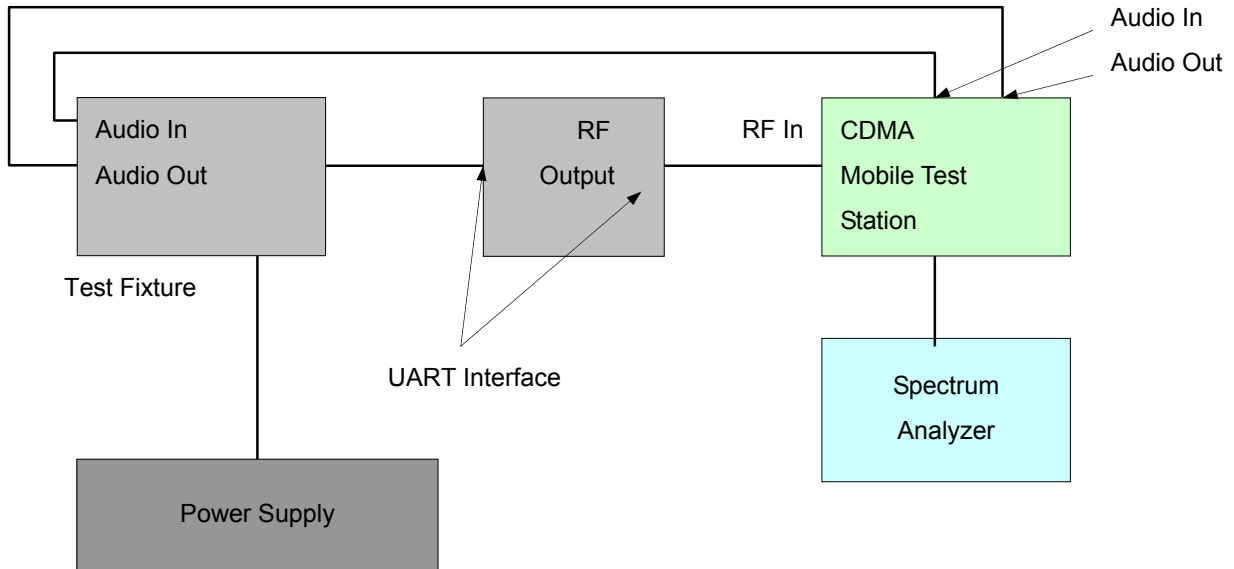 Audio In
Audio Out
Audio In
Audio Out
RF
Output
RF In
CDMA
Mobile Test
Station
Test Fixture
UART Interface
Spectrum
Analyzer
Power Supply